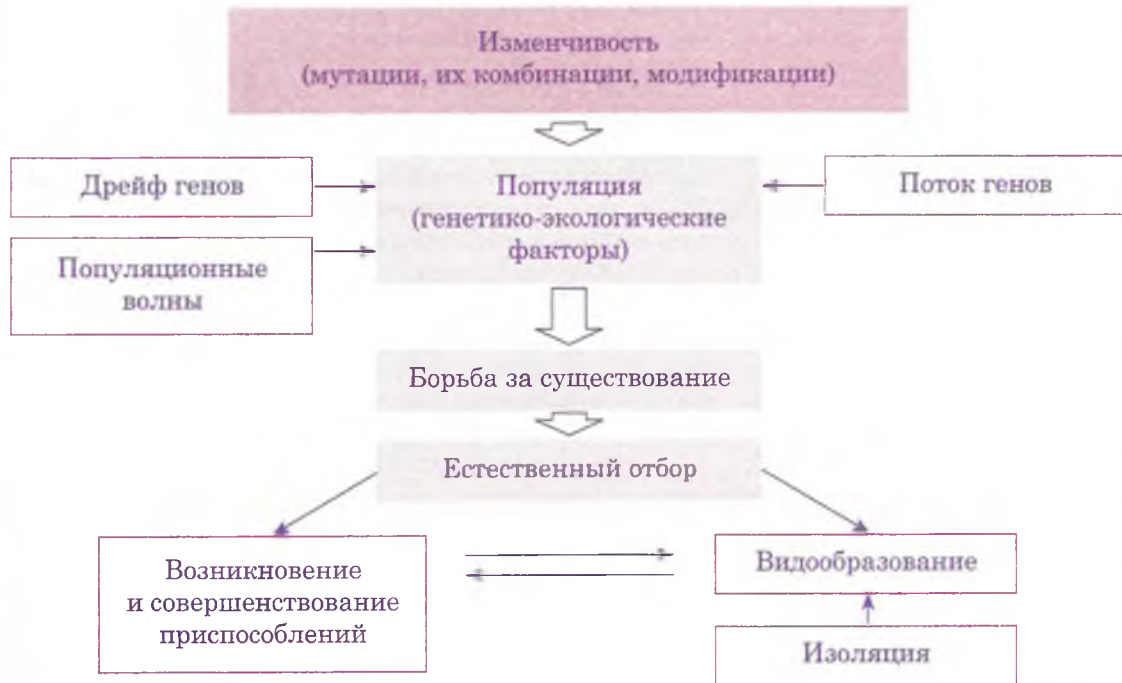 Изменчивость
(мутации, их комбинации, модификации)
Дрейф генов
Популяция
(генетико-экологические
факторы)
Поток генов
Популяционные
волны
Борьба за существование
Естественный отбор
Возникновение
и совершенствование
приспособлений
Видообразование
Изоляция